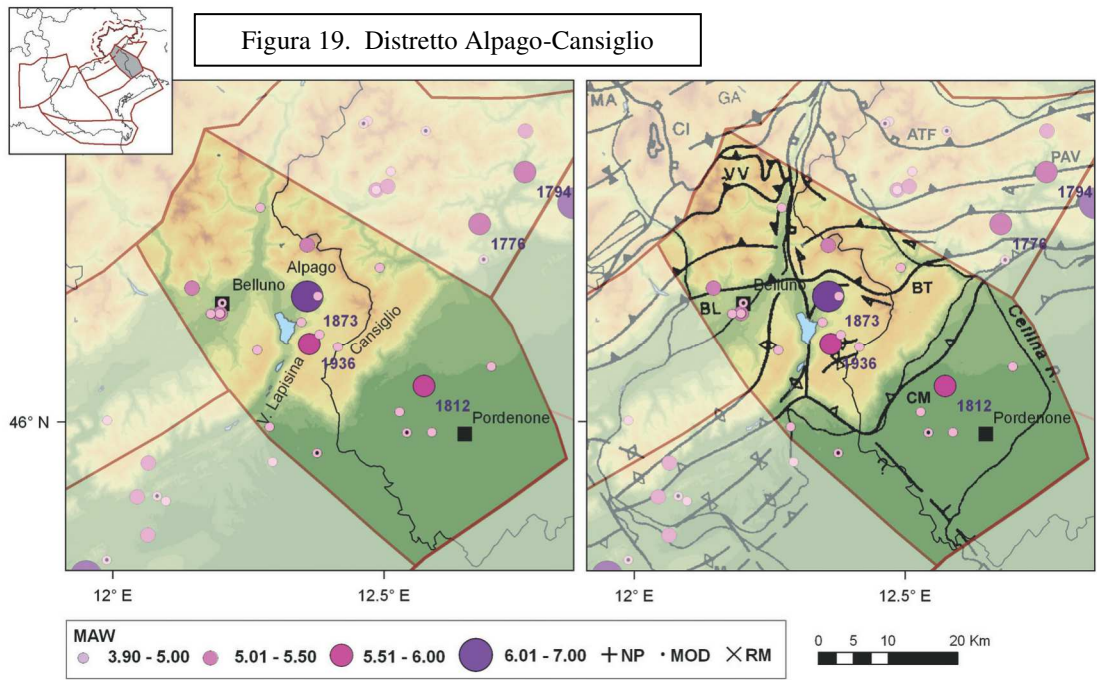 Figura 19. Distretto Alpago-Cansiglio
1794
1776
Alpago
Belluno
1873
1936
Cansiglio
V. Lapisina
1812
Pordenone
46° N
12° E
12.5° E
MA
GA
CI
ATF
PAV
VV
1794
1776
Belluno
BL
BT
1873
1936
Cellina R.
CM
1812
Pordenone
?
12° E
12.5° E
MAW
3.90 - 5.00 5.01 - 5.50 5.51 - 6.00 6.01 - 7.00 NP MOD RM
0 5 10 20 Km